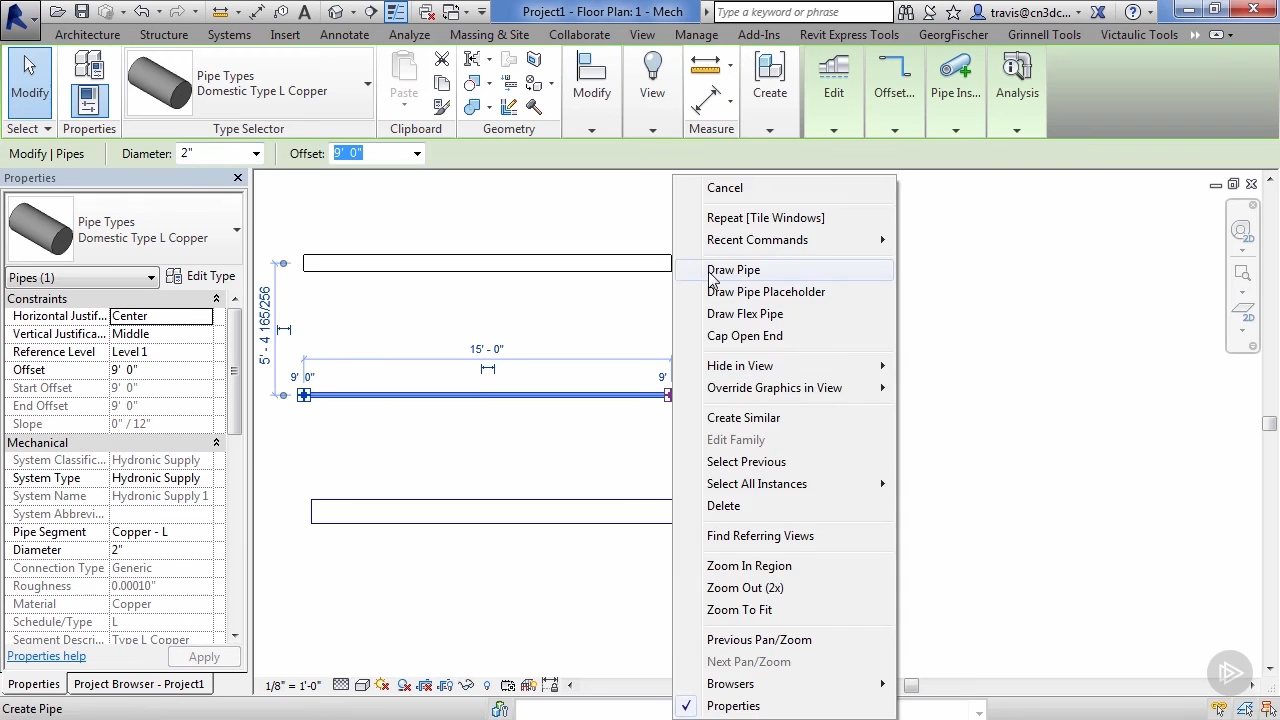 Project1 - Floor Plan: 1 - Mech
Type a keyword or phrase
travis@cn3dc...
Architecture Structure Systems Insert Annotate Analyze Massing & Site Collaborate View Manage Add-Ins Revit Express Tools GeorgFischer Grinnell Tools Victaulic Tools
Modify
Pipe Types
Domestic Type L Copper
Paste
Modify View Create Edit Offset... Pipe Ins... Analysis
Select Properties Type Selector Clipboard Geometry Measure
Modify | Pipes Diameter: 2" Offset: 9' 0"
Properties
Pipe Types
Domestic Type L Copper
Pipes (1) Edit Type
Constraints
Horizontal Justif... Center
Vertical Justifica... Middle
Reference Level Level 1
Offset 9' 0"
Start Offset 9' 0"
End Offset 9' 0"
Slope 0" / 12"
Mechanical
System Classific... Hydronic Supply
System Type Hydronic Supply
System Name Hydronic Supply 1
System Abbrevi...
Pipe Segment Copper - L
Diameter 2"
Connection Type Generic
Roughness 0.00010"
Material Copper
Schedule/Type L
Segment Descri... Type L Copper
Properties help Apply
Properties Project Browser - Project1
Create Pipe
5' - 4 165/256
15' - 0"
9' 0" 9'
1/8" = 1'-0"
Cancel
Repeat [Tile Windows]
Recent Commands
Draw Pipe
Draw Pipe Placeholder
Draw Flex Pipe
Cap Open End
Hide in View
Override Graphics in View
Create Similar
Edit Family
Select Previous
Select All Instances
Delete
Find Referring Views
Zoom In Region
Zoom Out (2x)
Zoom To Fit
Previous Pan/Zoom
Next Pan/Zoom
Browsers
Properties
2D
2D